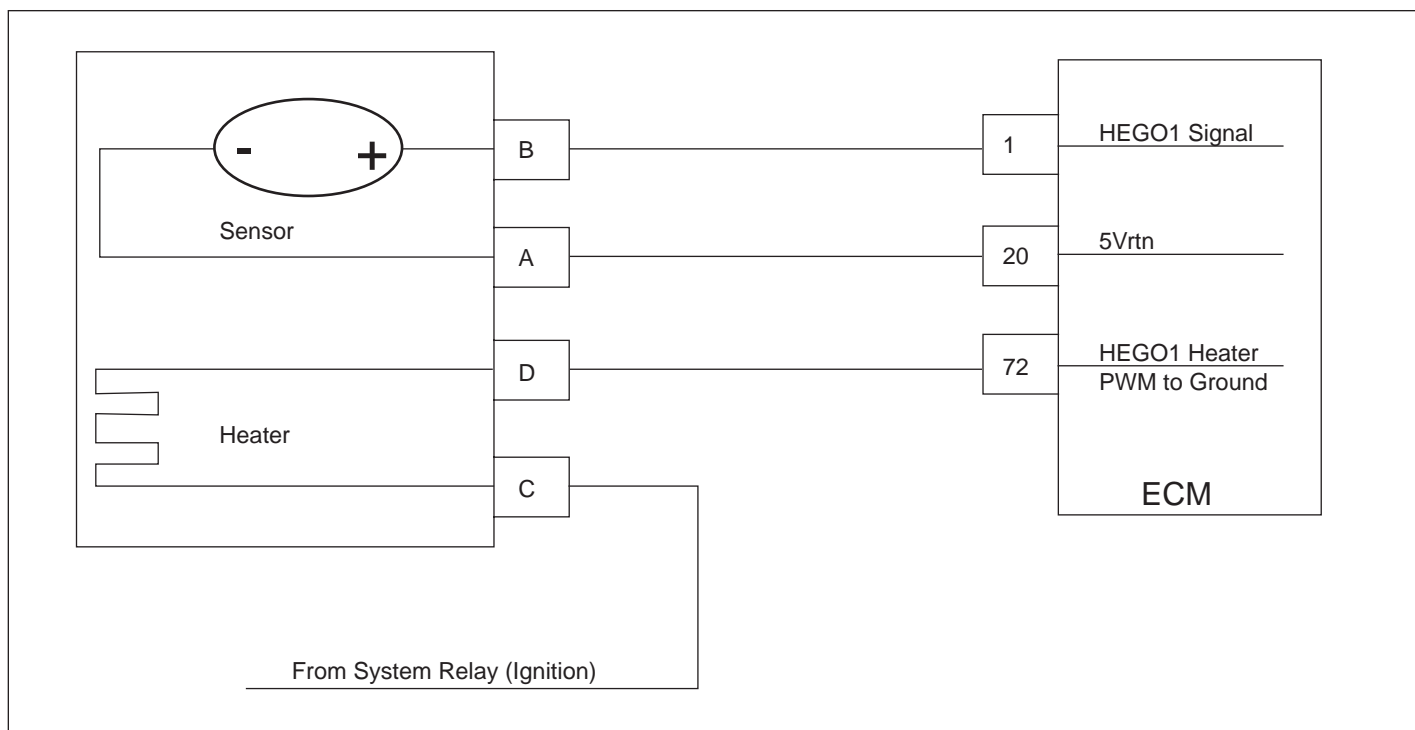 -
+
B
1
HEGO1 Signal
Sensor
A
20
5Vrtn
D
72
HEGO1 Heater
PWM to Ground
Heater
C
ECM
From System Relay (Ignition)